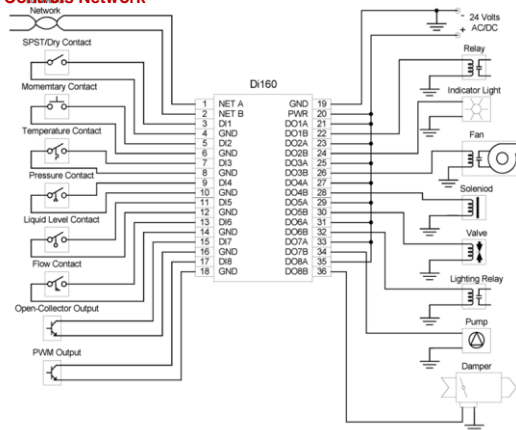 Controls Network
Network
SPST/Dry Contact
Momemtary Contact
Temperature Contact
Pressure Contact
Liquid Level Contact
Flow Contact
Open-Collector Output
PWM Output
Di160
1 NET A GND 19
2 NET B PWR 20
3 DI1 DO1A 21
4 GND DO1B 22
5 DI2 DO2A 23
6 GND DO2B 24
7 DI3 DO3A 25
8 GND DO3B 26
9 DI4 DO4A 27
10 GND DO4B 28
11 DI5 DO5A 29
12 GND DO5B 30
13 DI6 DO6A 31
14 GND DO6B 32
15 DI7 DO7A 33
16 GND DO7B 34
17 DI8 DO8A 35
18 GND DO8B 36
- 24 Volts
+ AC/DC
Relay
Indicator Light
Fan
Soleniod
Valve
Lighting Relay
Pump
Damper